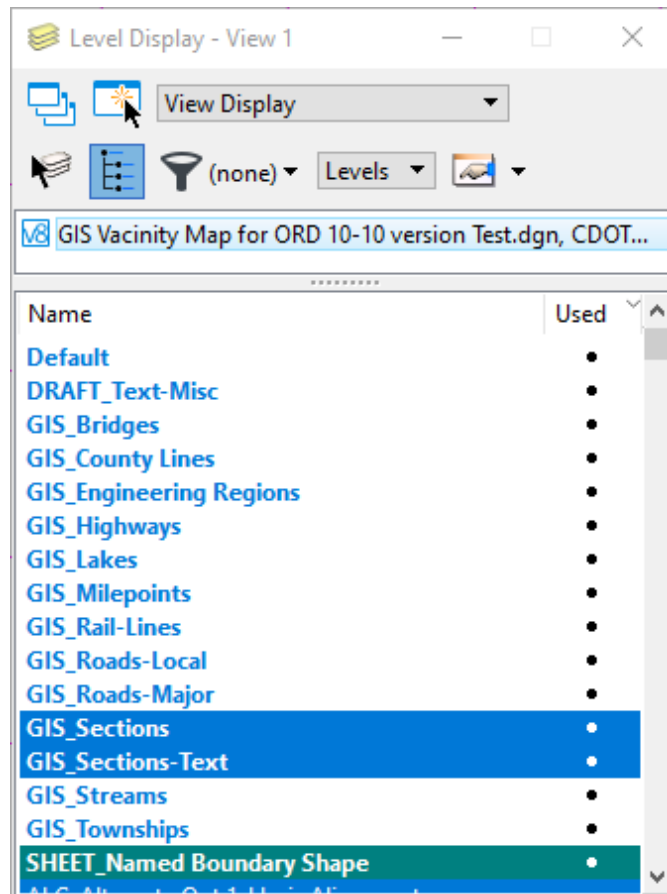 Level Display - View 1
View Display
(none) Levels
V8 GIS Vacinity Map for ORD 10-10 version Test.dgn, CDOT...
Name Used
Default
DRAFT_Text-Misc
GIS_Bridges
GIS_County Lines
GIS_Engineering Regions
GIS_Highways
GIS_Lakes
GIS_Milepoints
GIS_Rail-Lines
GIS_Roads-Local
GIS_Roads-Major
GIS_Sections
GIS_Sections-Text
GIS_Streams
GIS_Townships
SHEET_Named Boundary Shape